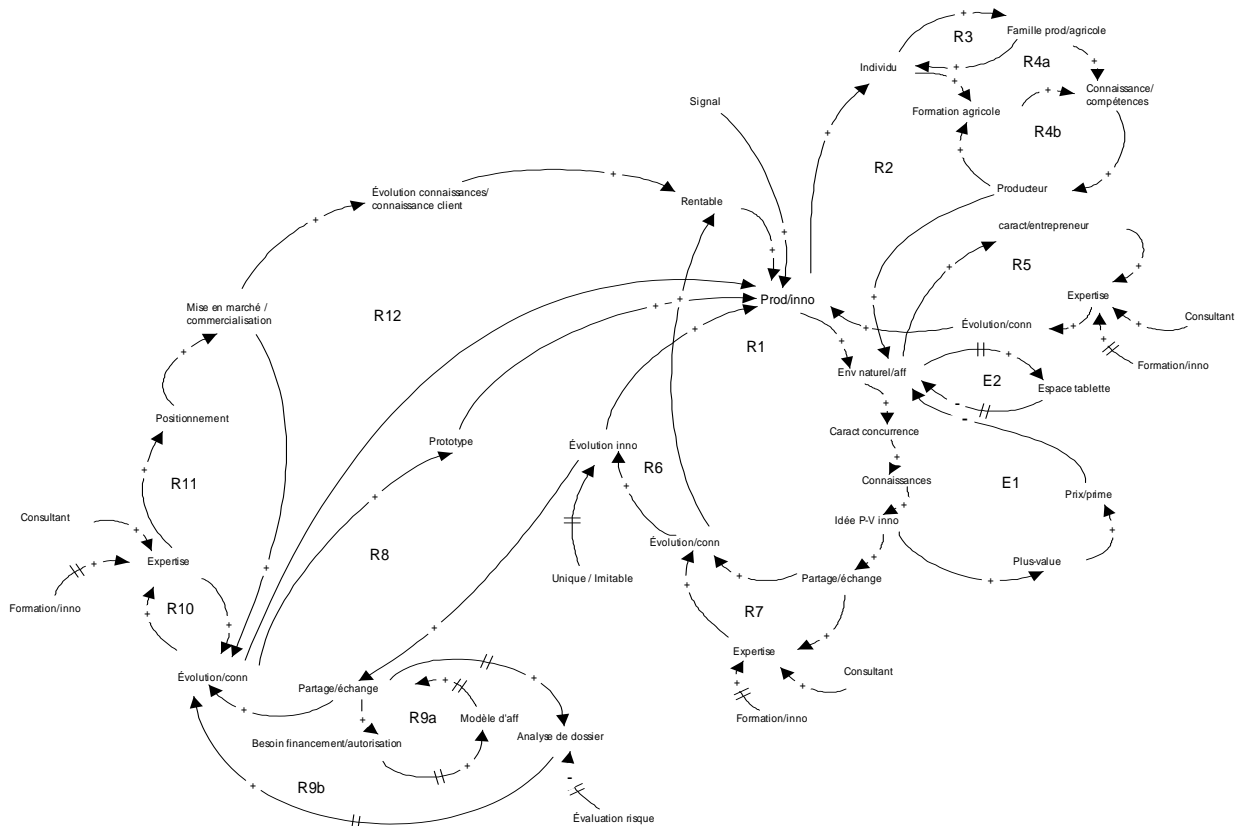 R3
Famille prod/agricole
Individu
R4a
Connaissance/
compétences
Signal
Formation agricole
R4b
R2
Évolution connaissances/
connaissance client
Rentable
Producteur
caract/entrepreneur
R5
Mise en marché /
commercialisation
R12
Prod/inno
Expertise
Consultant
Évolution/conn
R1
Formation/inno
Env naturel/aff
E2
Espace tablette
Positionnement
Prototype
Évolution inno
Caract concurrence
R6
Connaissances
E1
Prix/prime
R11
Consultant
Idée P-V inno
Évolution/conn
R8
Expertise
Unique / Imitable
Partage/échange
Plus-value
Formation/inno
R10
R7
Expertise
Consultant
Évolution/conn
Partage/échange
R9a
Modèle d'aff
Formation/inno
Besoin financement/autorisation
Analyse de dossier
R9b
Évaluation risque